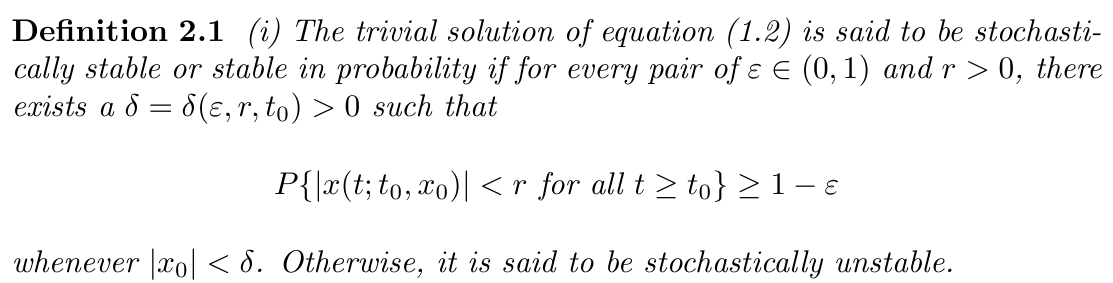 Definition 2.1 (i) The trivial solution of equation (1.2) is said to be stochasti-
cally stable or stable in probability if for every pair of ε ∈ (0, 1) and r > 0, there
exists a δ = δ(ε, r, t₀) > 0 such that
P{|x(t; t₀, x₀)| < r for all t ≥ t₀} ≥ 1 − ε
whenever |x₀| < δ. Otherwise, it is said to be stochastically unstable.